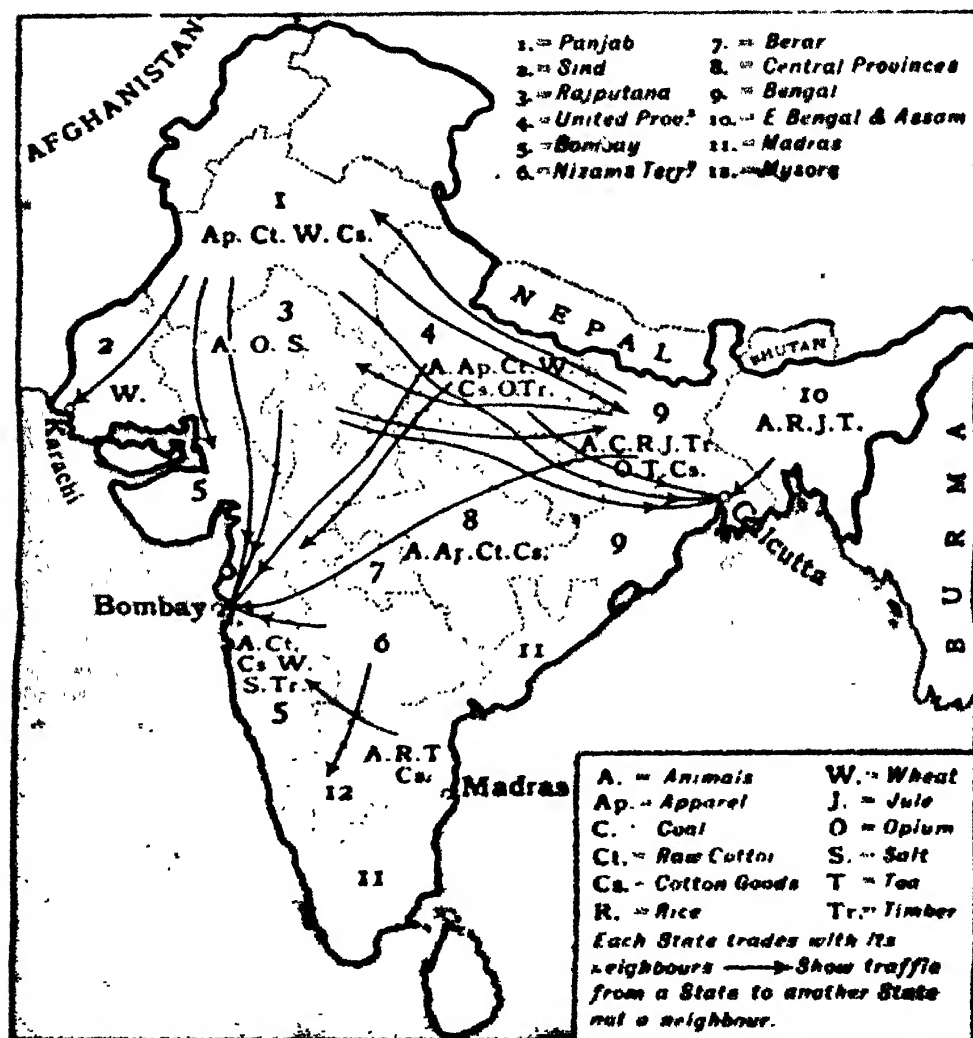 AFGHANISTAN
1. = Panjab
2. = Sind
3. = Rajputana
4. = United Prov.s
5. = Bombay
6. = Nizams Terry
7. = Berar
8. = Central Provinces
9. = Bengal
10. = E Bengal & Assam
11. = Madras
12. = Mysore
1
Ap. Ct. W. Cs.
2
W.
3
A. O. S.
4
A. Ap. Ct. W.
Cs. O. Tr.
NEPAL
BHUTAN
10
A. R. J. T.
9
A. C. R. J. Tr.
O. T. Cs.
Karachi
5
8
A. Ap. Ct. Cs.
9
Calcutta
BURMA
7
Bombay
A. Ct.
Cs W.
S. Tr.
5
6
11
A. R. T
Cs.
12
Madras
11
A. = Animals
Ap. = Apparel
C. Coal
Ct. = Raw Cotton
Cs. - Cotton Goods
R. = Rice
W. = Wheat
J. = Jute
O = Opium
S. = Salt
T = Tea
Tr. = Timber
Each State trades with its
neighbours Show traffic
from a State to another State
not a neighbour.